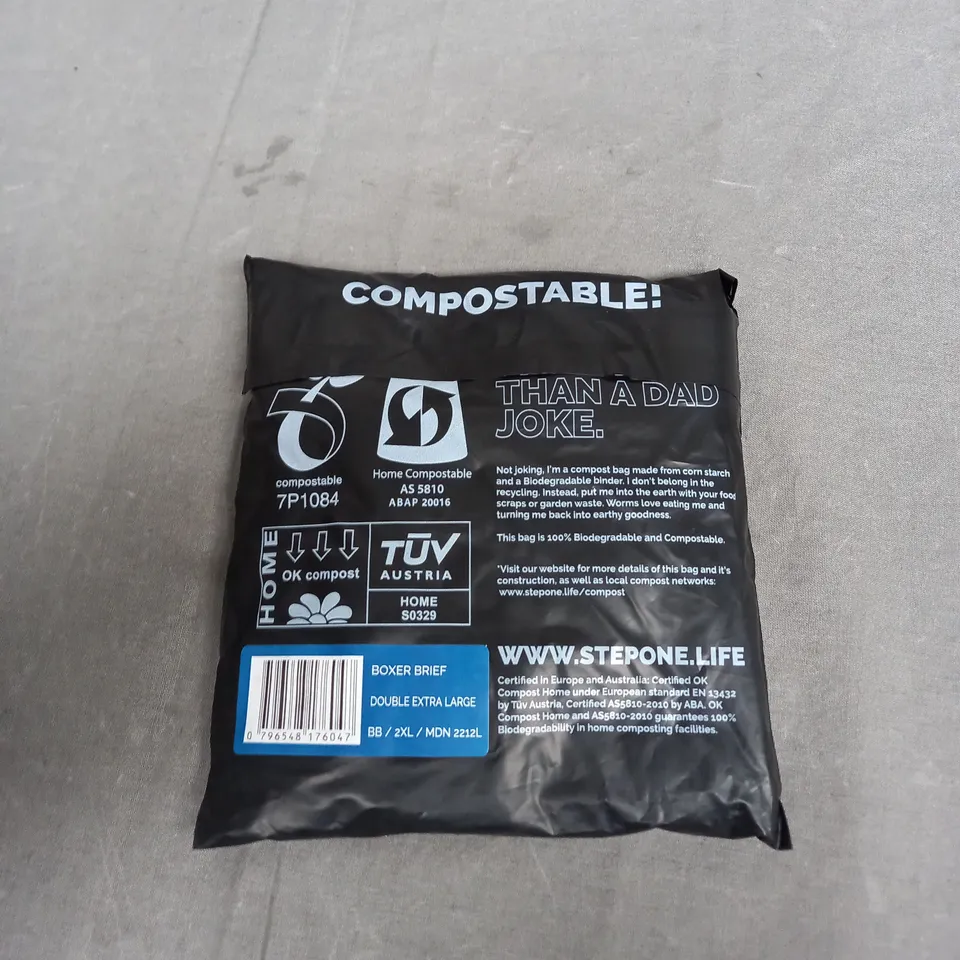 COMPOSTABLE!
THAN A DAD
JOKE.
compostable
7P1084
Home Compostable
AS 5810
ABAP 20016
Not joking, I'm a compost bag made from corn starch
and a Biodegradable binder. I don't belong in the
recycling. Instead, put me into the earth with your food
scraps or garden waste. Worms love eating me and
turning me back into earthy goodness.
This bag is 100% Biodegradable and Compostable.
*Visit our website for more details of this bag and it's
construction, as well as local compost networks:
www.stepone.life/compost
HOME
OK compost
TÜV
AUSTRIA
HOME
S0329
WWW.STEPONE.LIFE
Certified in Europe and Australia: Certified OK
Compost Home under European standard EN 13432
by Tüv Austria, Certified AS5810-2010 by ABA. OK
Compost Home and AS5810-2010 guarantees 100%
Biodegradability in home composting facilities.
BOXER BRIEF
DOUBLE EXTRA LARGE
BB / 2XL / MDN 2212L
0 796548 176047